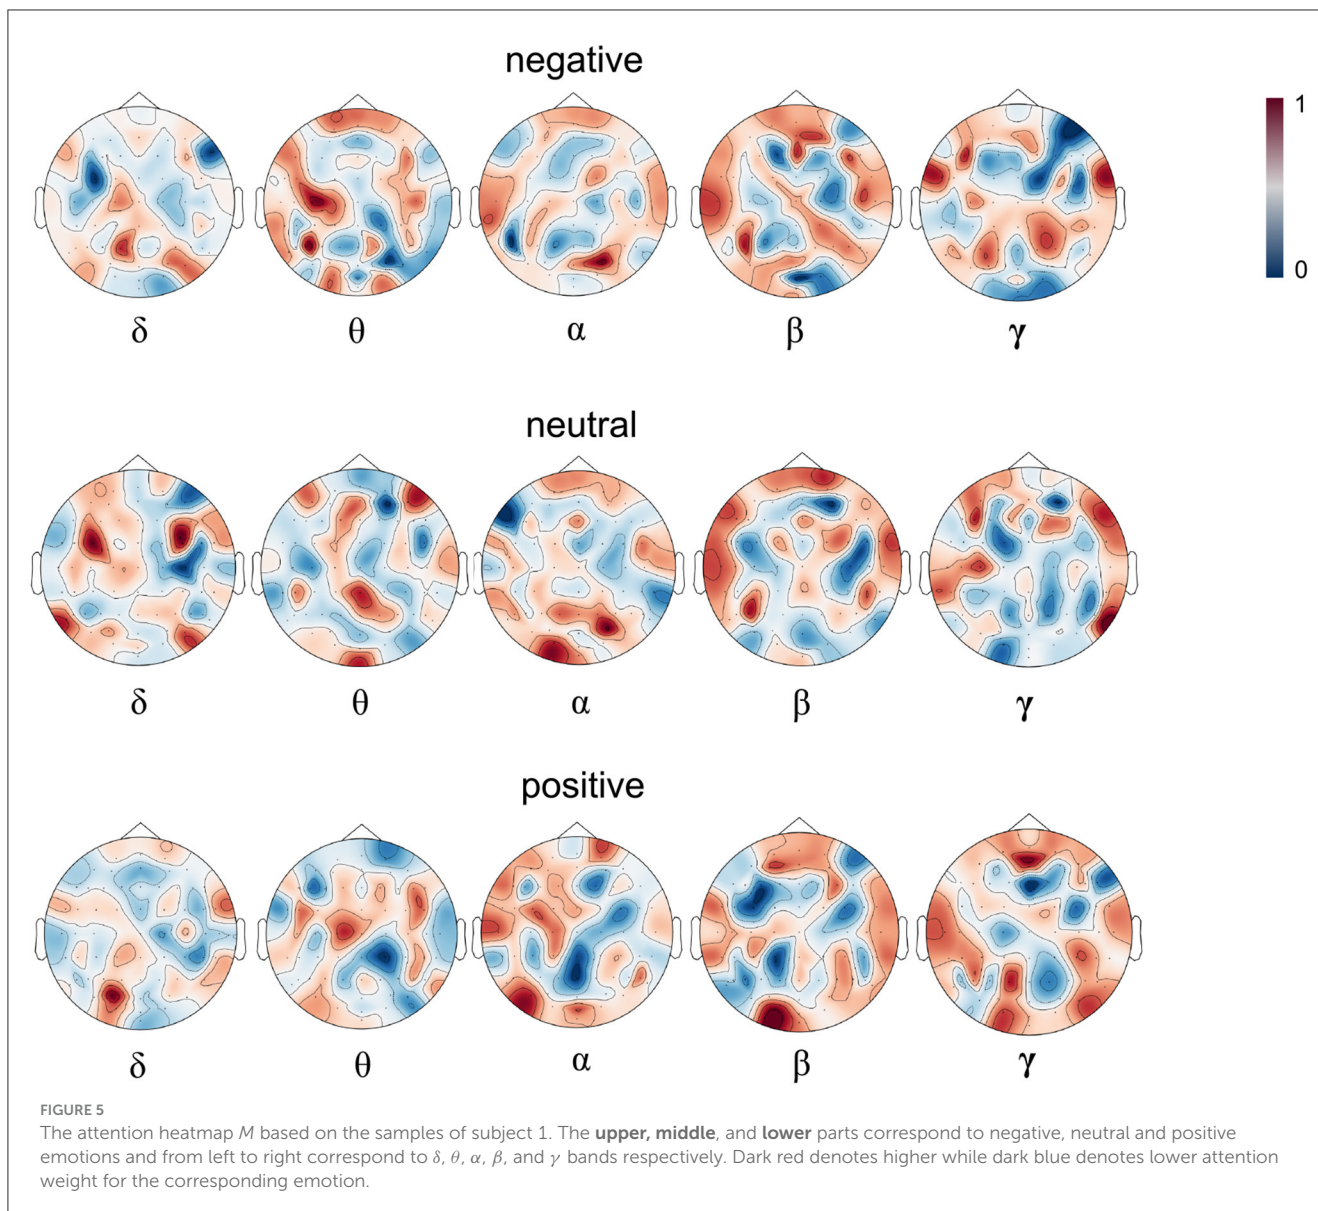 negative
1
0
δ θ α β γ
neutral
δ θ α β γ
positive
δ θ α β γ
FIGURE 5
The attention heatmap M based on the samples of subject 1. The upper, middle, and lower parts correspond to negative, neutral and positive
emotions and from left to right correspond to δ, θ, α, β, and γ bands respectively. Dark red denotes higher while dark blue denotes lower attention
weight for the corresponding emotion.